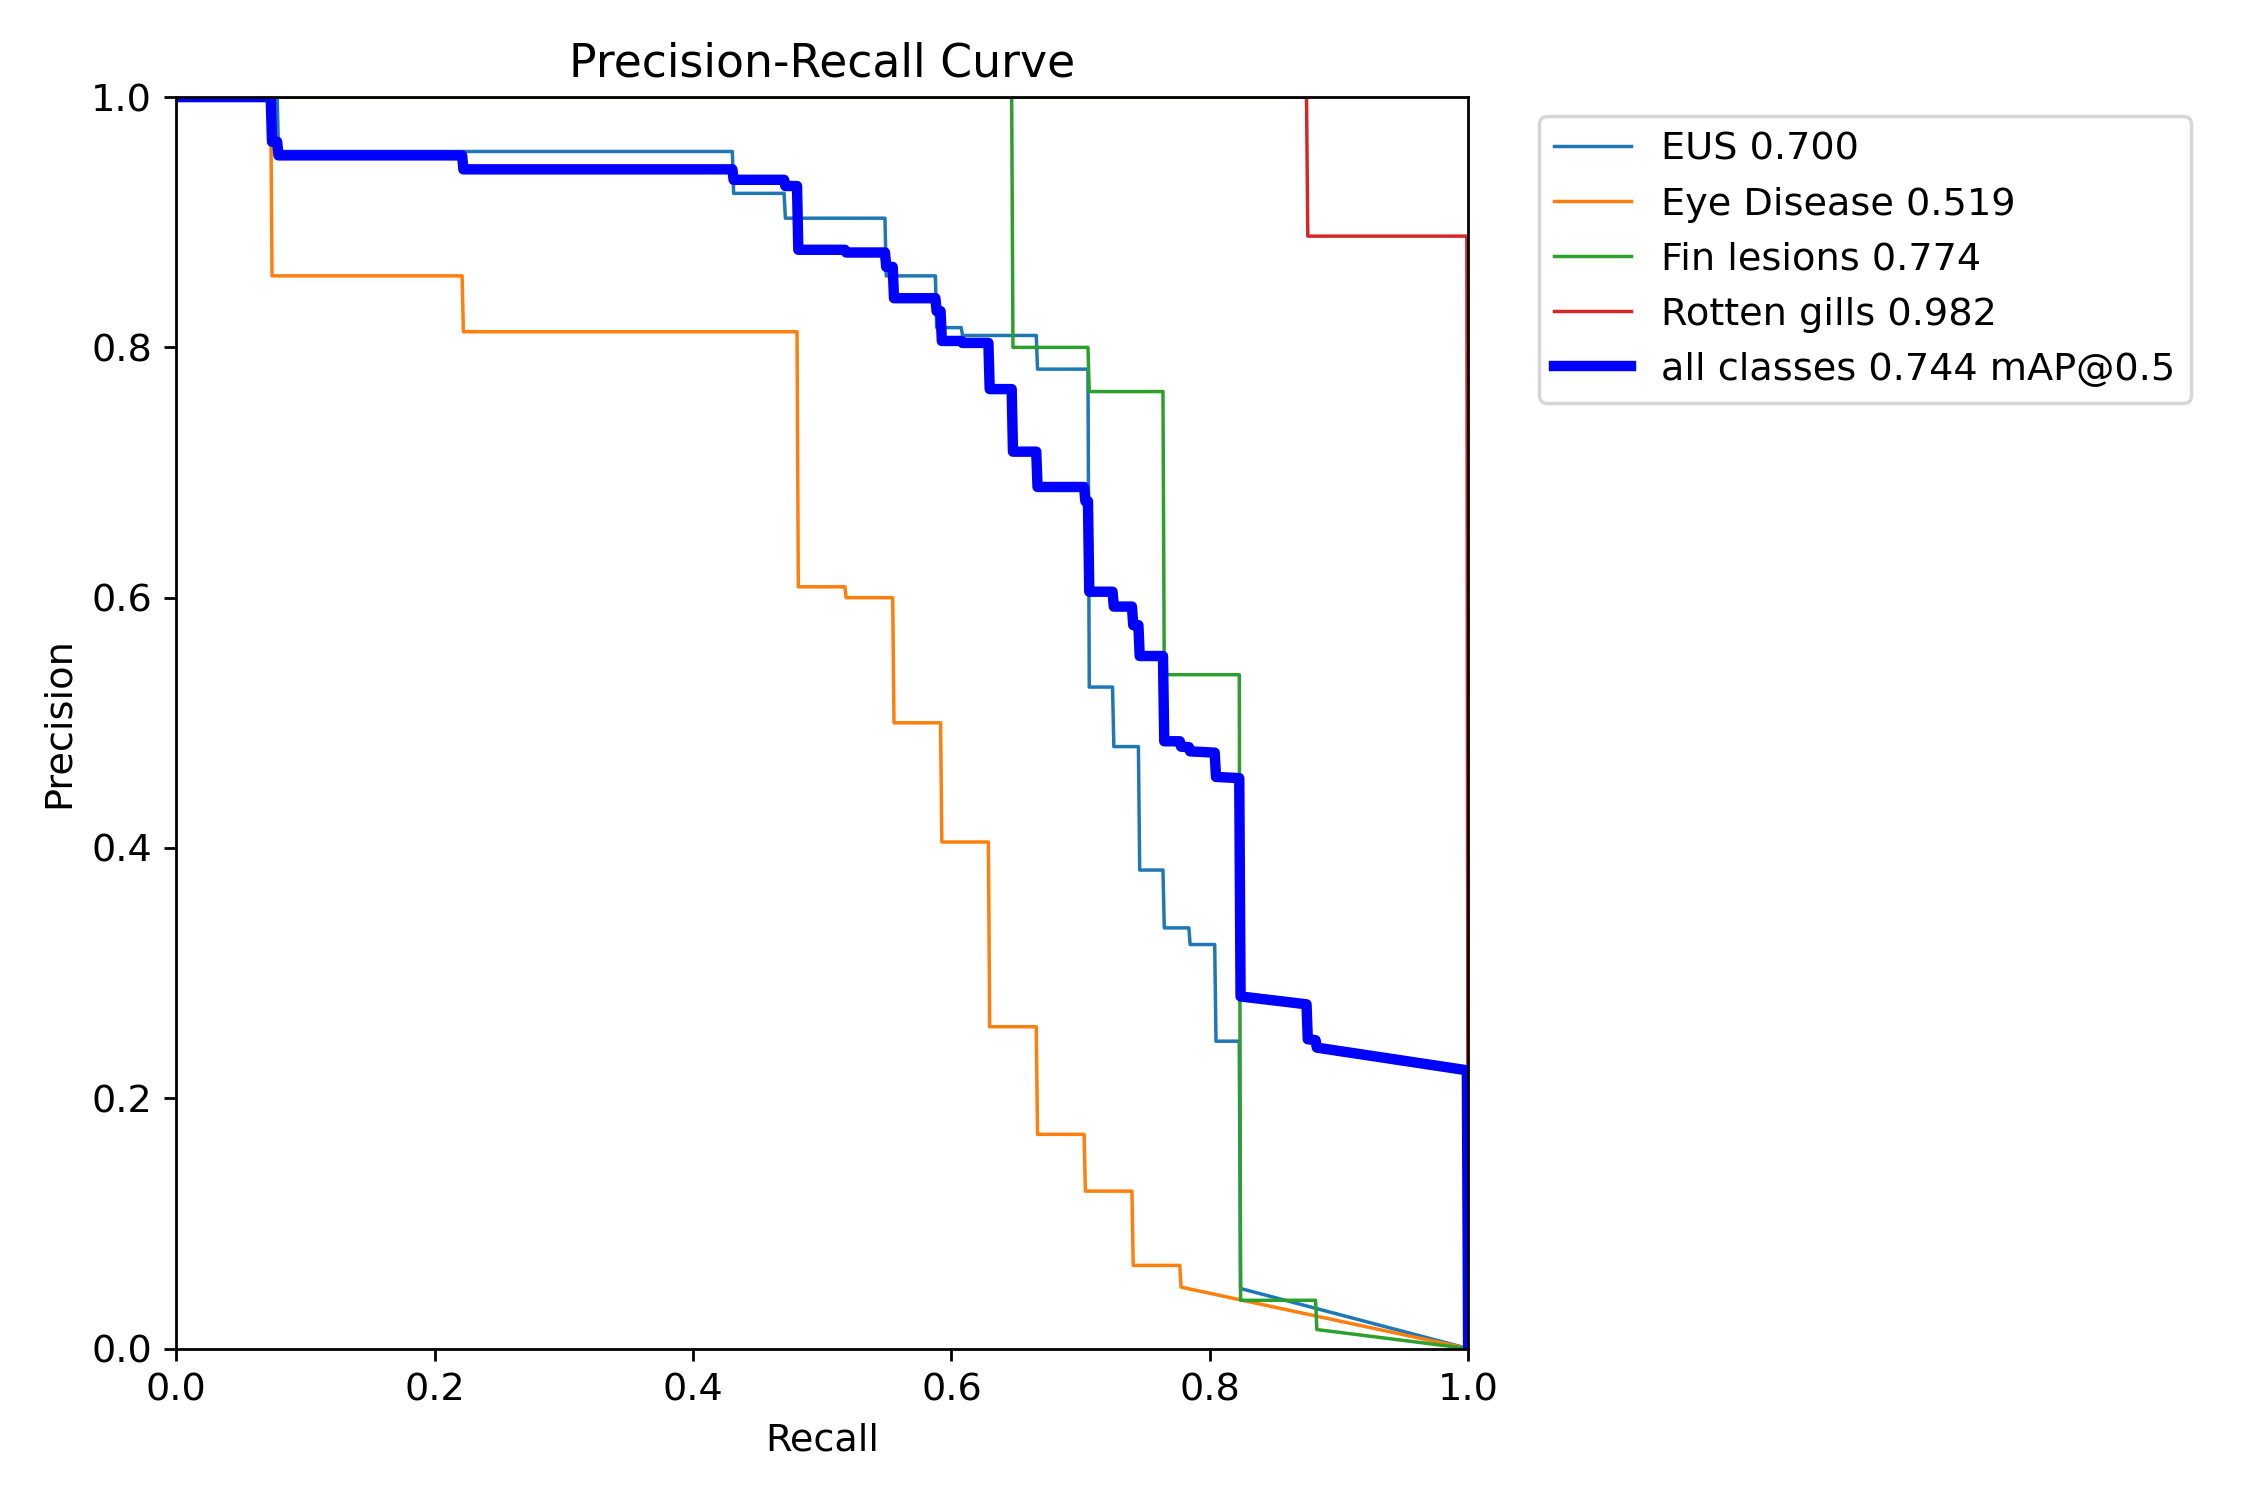 Precision-Recall Curve
1.0
0.8
0.6
0.4
0.2
0.0
Precision
0.0 0.2 0.4 0.6 0.8 1.0
Recall
EUS 0.700
Eye Disease 0.519
Fin lesions 0.774
Rotten gills 0.982
all classes 0.744 mAP@0.5